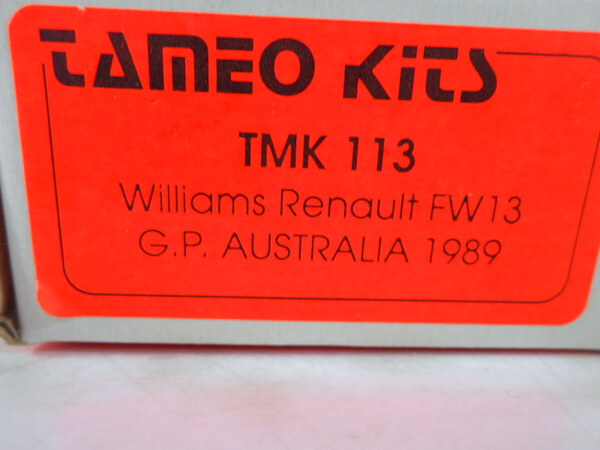 TAMEO KiTS
TMK 113
Williams Renault FW13
G.P. AUSTRALIA 1989